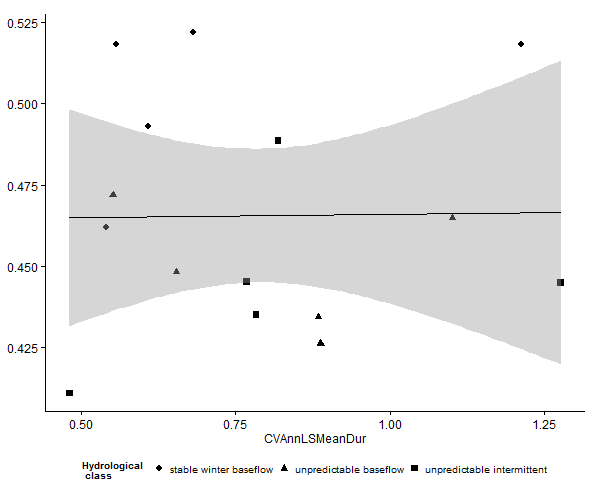 0.525
0.500
0.475
0.450
0.425
0.50 0.75 1.00 1.25
CVAnnLSMeanDur
Hydrological
class
stable winter baseflow unpredictable baseflow unpredictable intermittent